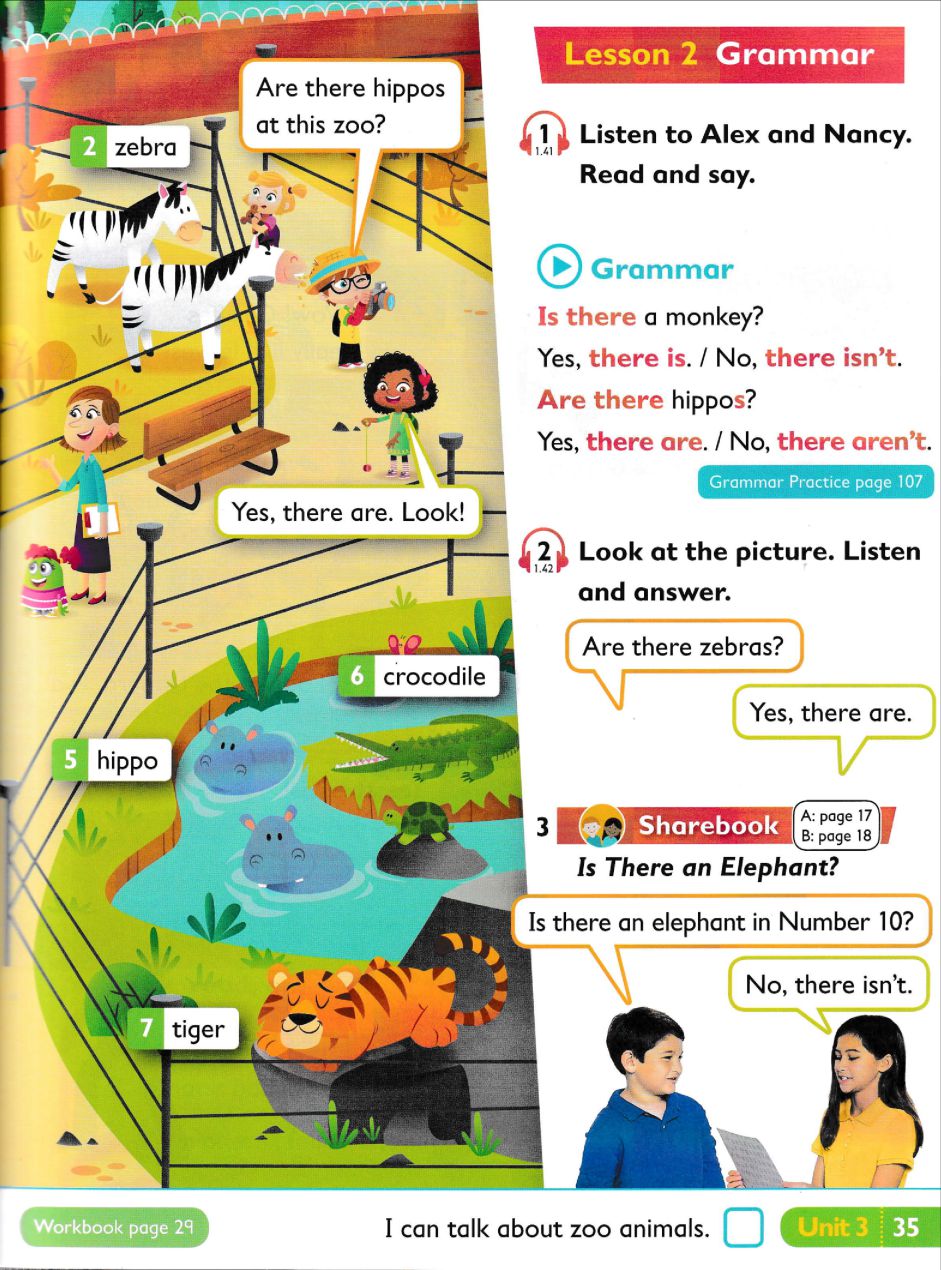 Are there hippos
at this zoo?
2 zebra
Yes, there are. Look!
6 crocodile
5 hippo
7 tiger
Lesson 2 Grammar
1
1.41
Listen to Alex and Nancy.
Read and say.
Grammar
Is there a monkey?
Yes, there is. / No, there isn't.
Are there hippos?
Yes, there are. / No, there aren't.
Grammar Practice page 107
2
1.42
Look at the picture. Listen
and answer.
Are there zebras?
Yes, there are.
3 Sharebook
A: page 17
B: page 18
Is There an Elephant?
Is there an elephant in Number 10?
No, there isn't.
Workbook page 29
I can talk about zoo animals.
Unit 3 35